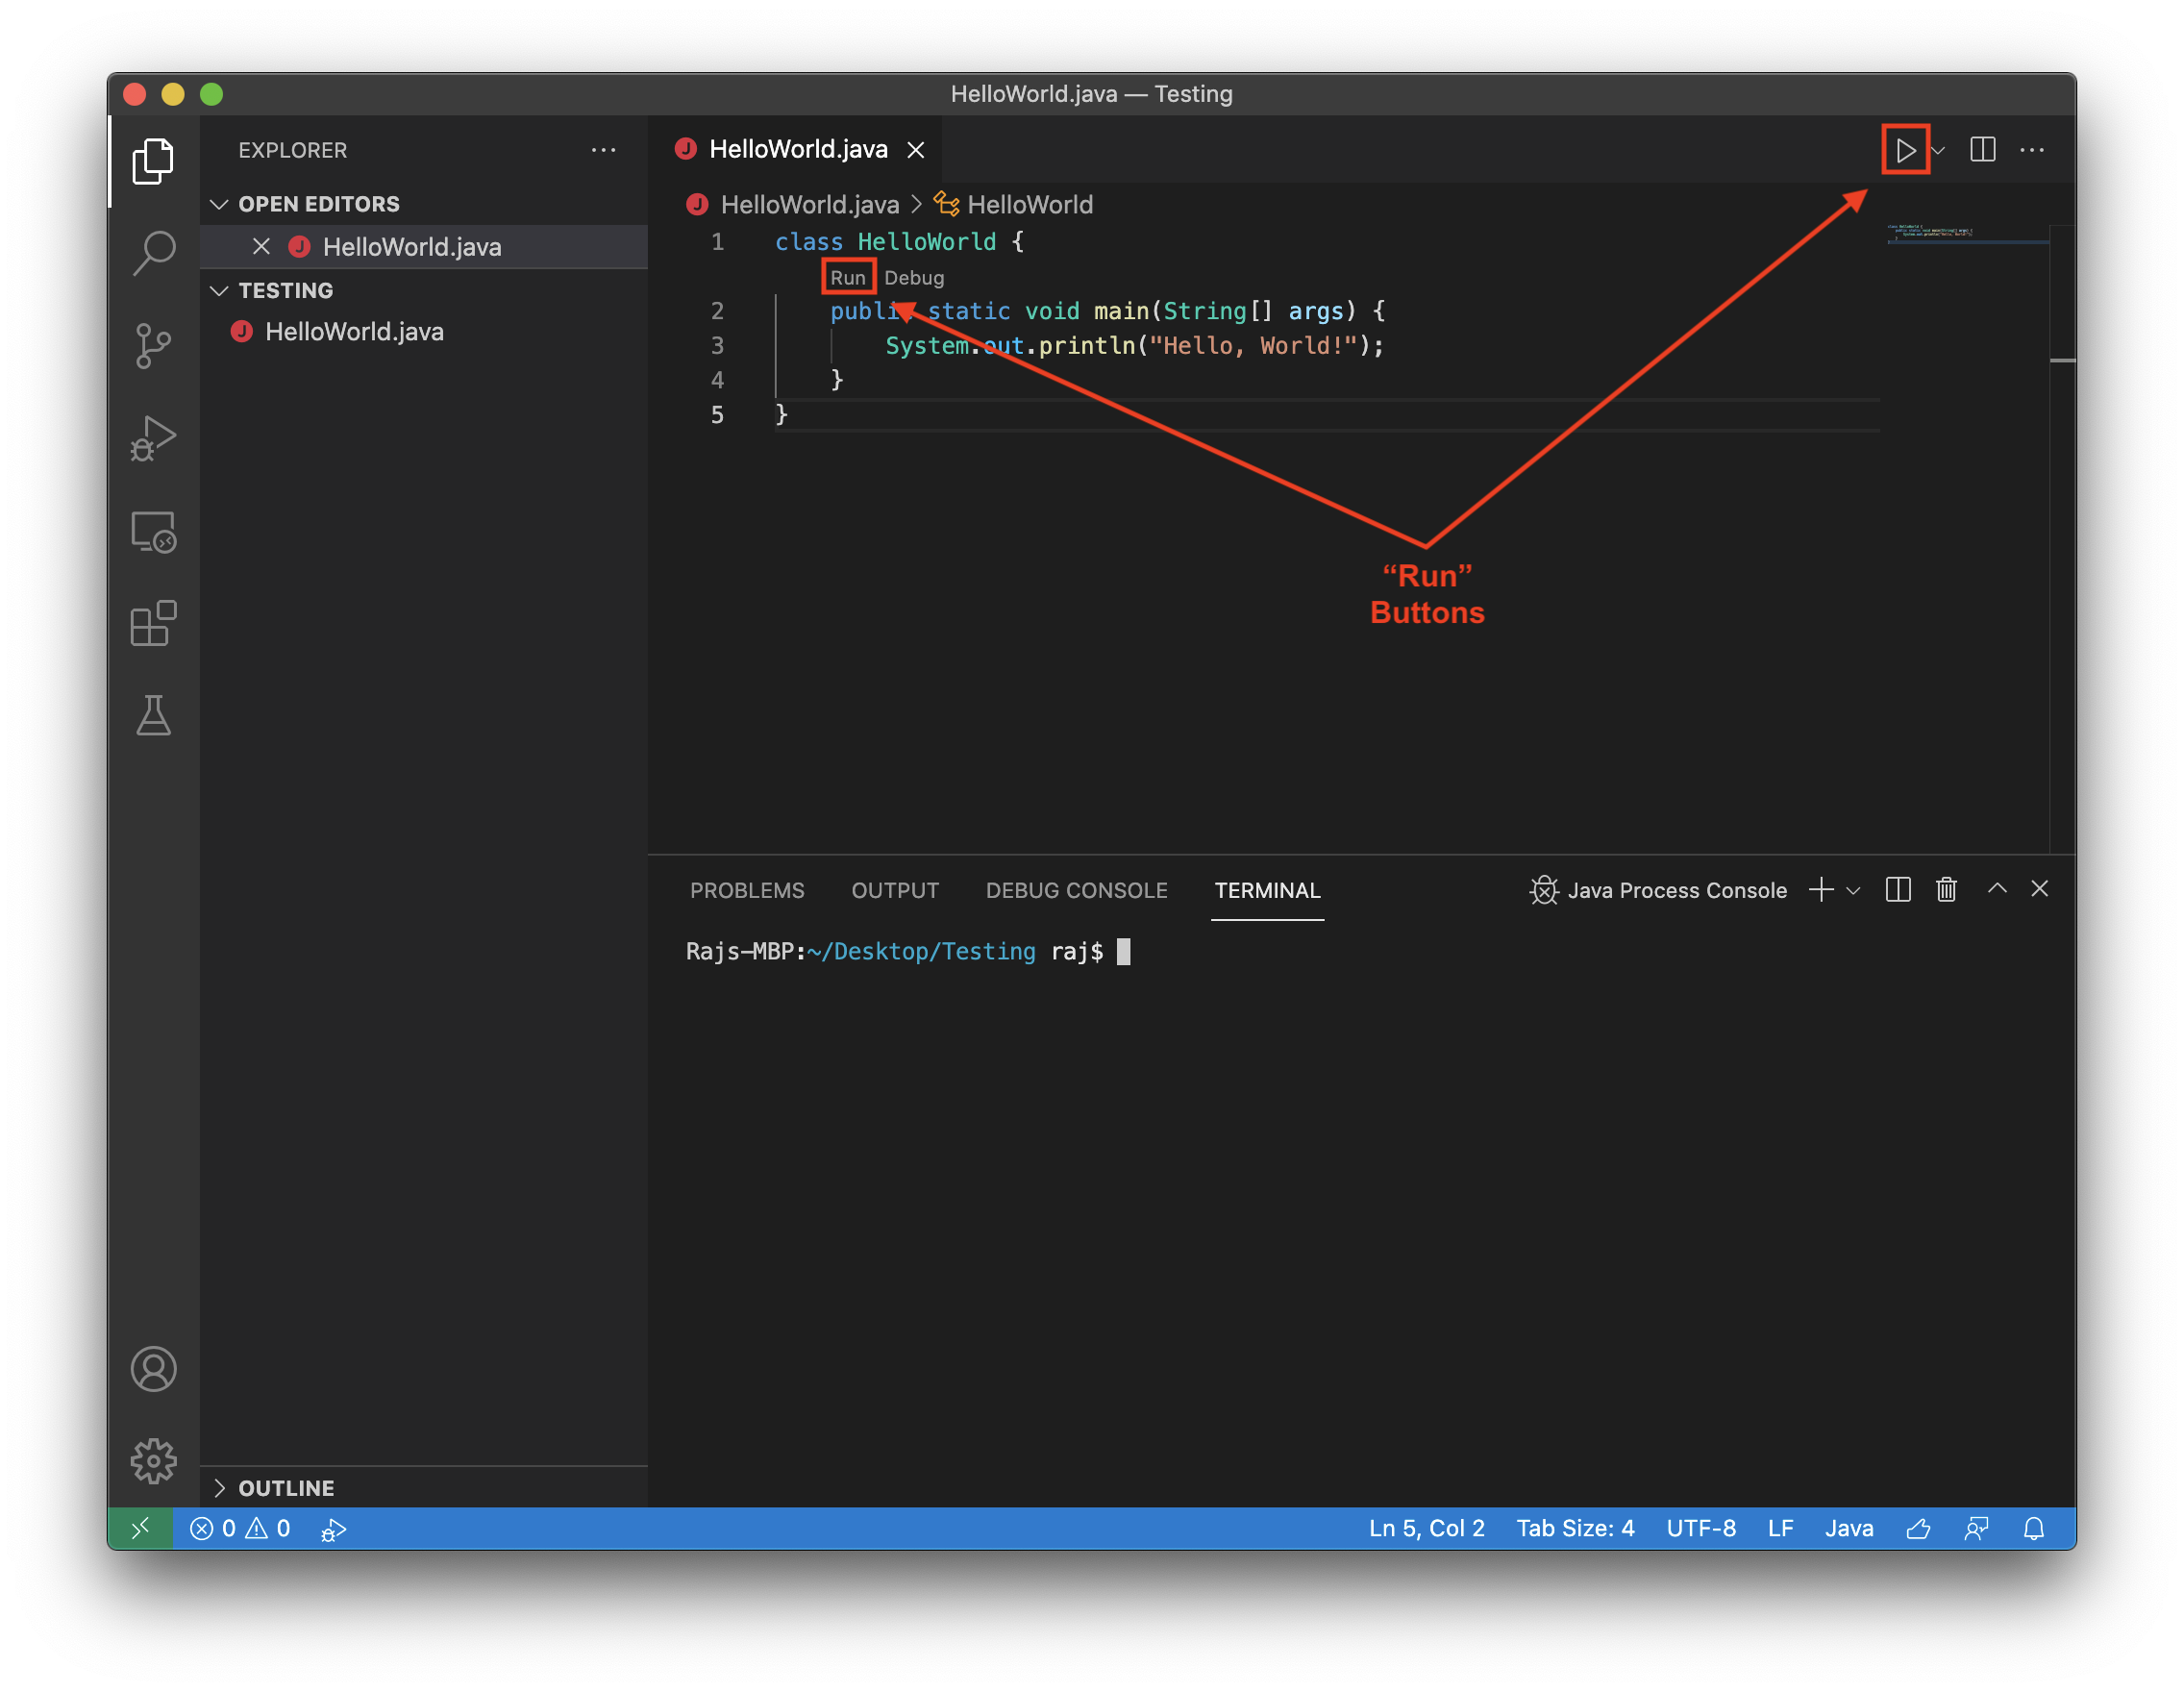 HelloWorld.java — Testing
EXPLORER
OPEN EDITORS
HelloWorld.java
TESTING
HelloWorld.java
OUTLINE
HelloWorld.java
HelloWorld.java > HelloWorld
1 class HelloWorld {
Run Debug
2 public static void main(String[] args) {
3 System.out.println("Hello, World!");
4 }
5 }
“Run”
Buttons
PROBLEMS OUTPUT DEBUG CONSOLE TERMINAL Java Process Console
Rajs-MBP:~/Desktop/Testing raj$
0 0 Ln 5, Col 2 Tab Size: 4 UTF-8 LF Java